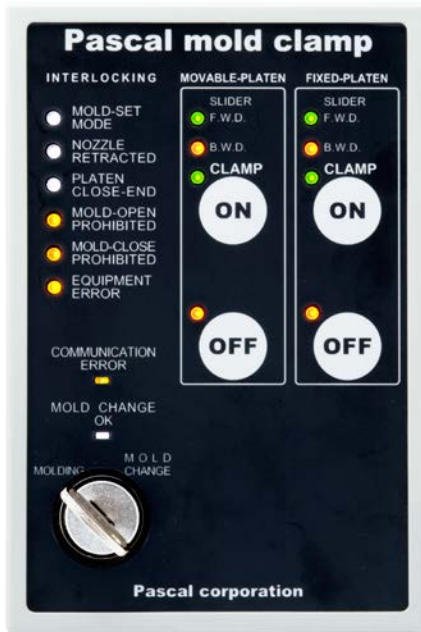 Pascal mold clamp
INTERLOCKING
MOLD-SET
MODE
NOZZLE
RETRACTED
PLATEN
CLOSE-END
MOLD-OPEN
PROHIBITED
MOLD-CLOSE
PROHIBITED
EQUIPMENT
ERROR
COMMUNICATION
ERROR
MOLD CHANGE
OK
MOLDING
MOLD
CHANGE
MOVABLE-PLATEN
SLIDER
F.W.D.
B.W.D.
CLAMP
ON
OFF
FIXED-PLATEN
SLIDER
F.W.D.
B.W.D.
CLAMP
ON
OFF
Pascal corporation